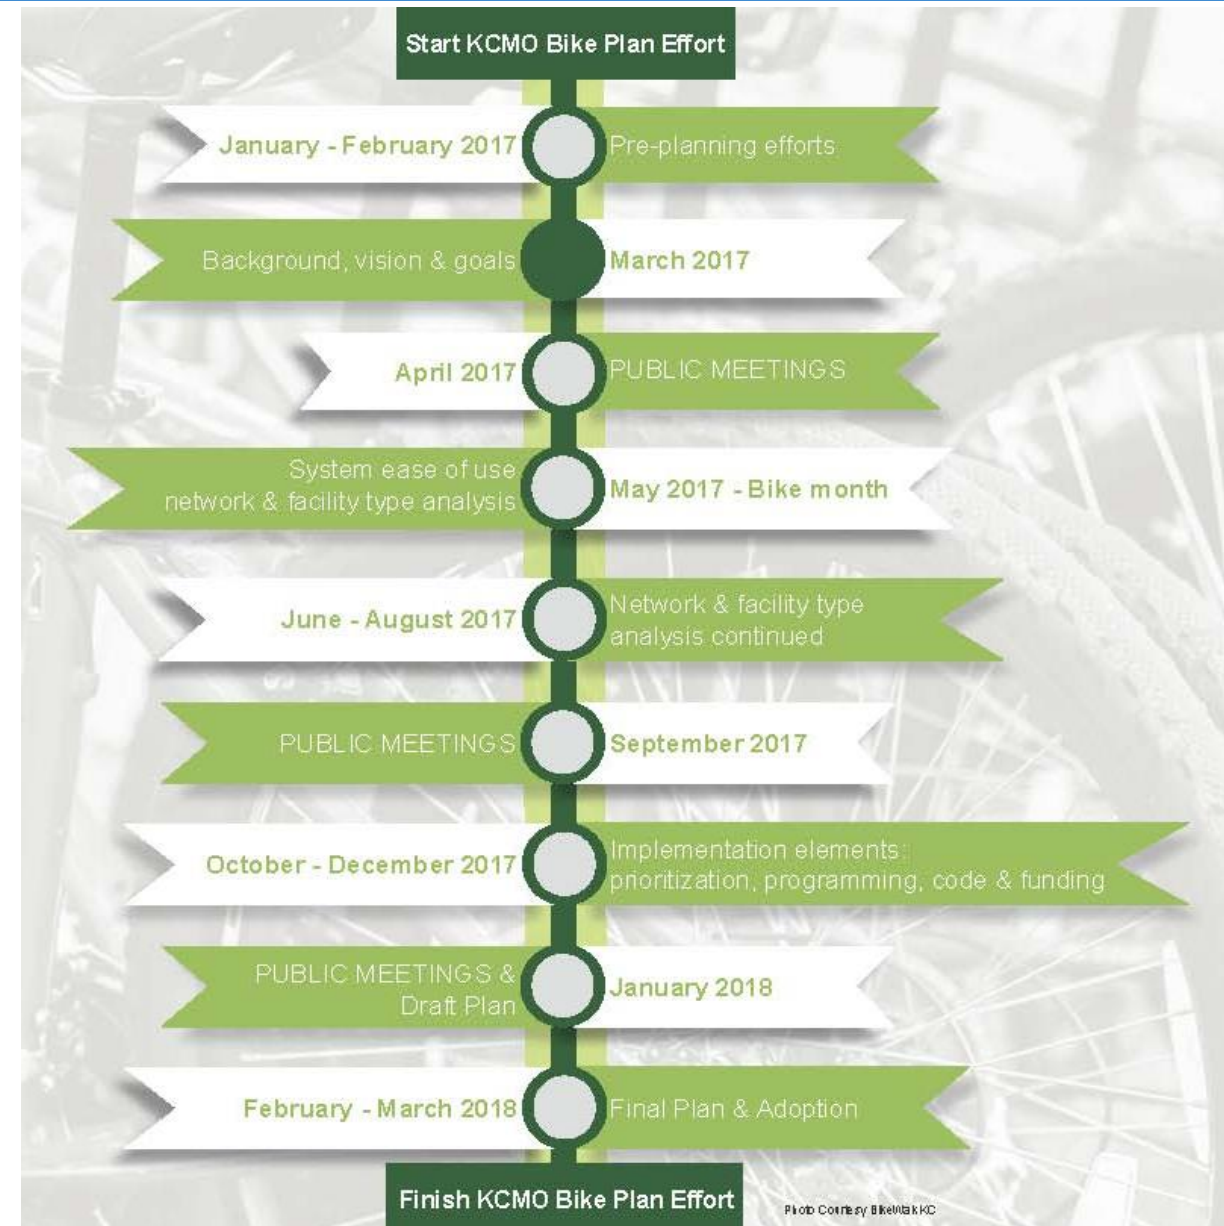 Start KCMO Bike Plan Effort
January - February 2017
Pre-planning efforts
Background, vision & goals
March 2017
April 2017
PUBLIC MEETINGS
System ease of use
network & facility type analysis
May 2017 - Bike month
June - August 2017
Network & facility type
analysis continued
PUBLIC MEETINGS
September 2017
October - December 2017
Implementation elements:
prioritization, programming, code & funding
PUBLIC MEETINGS &
Draft Plan
January 2018
February - March 2018
Final Plan & Adoption
Finish KCMO Bike Plan Effort
Photo Courtesy BikeWalkKC